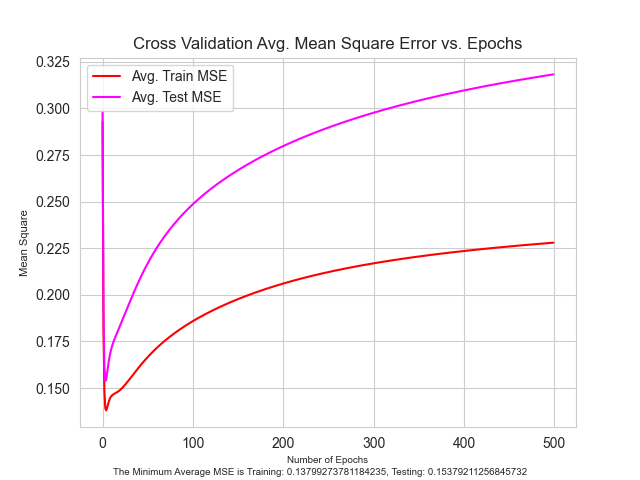 Cross Validation Avg. Mean Square Error vs. Epochs
Avg. Train MSE
Avg. Test MSE
0.325
0.300
0.275
0.250
0.225
0.200
0.175
0.150
Mean Square
0 100 200 300 400 500
Number of Epochs
The Minimum Average MSE is Training: 0.13799273781184235, Testing: 0.15379211256845732